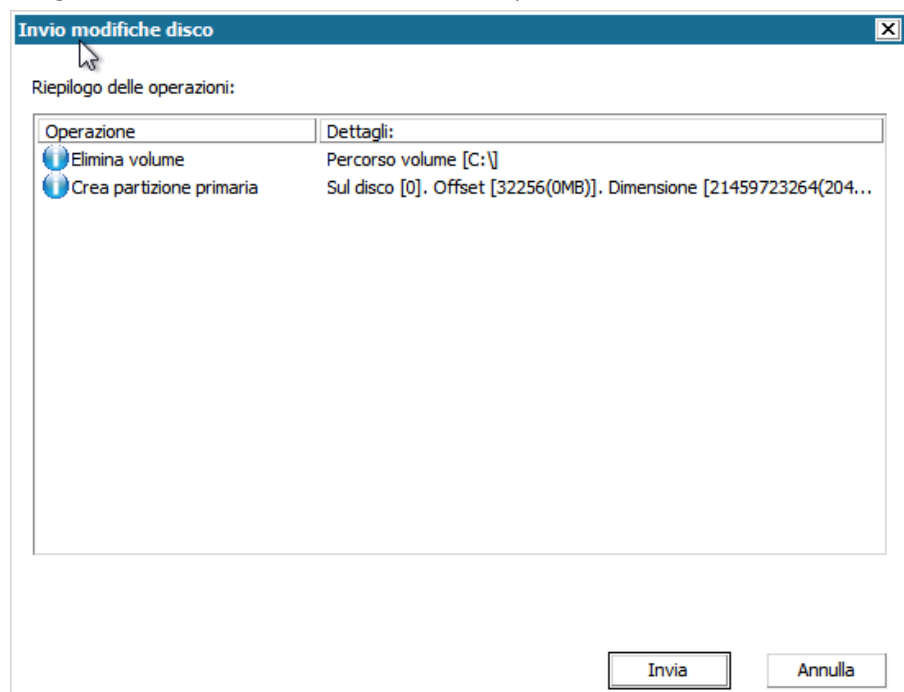 Invio modifiche disco
Riepilogo delle operazioni:
Operazione Dettagli:
Elimina volume Percorso volume [C:\]
Crea partizione primaria Sul disco [0]. Offset [32256(0MB)]. Dimensione [21459723264(204...
Invia Annulla